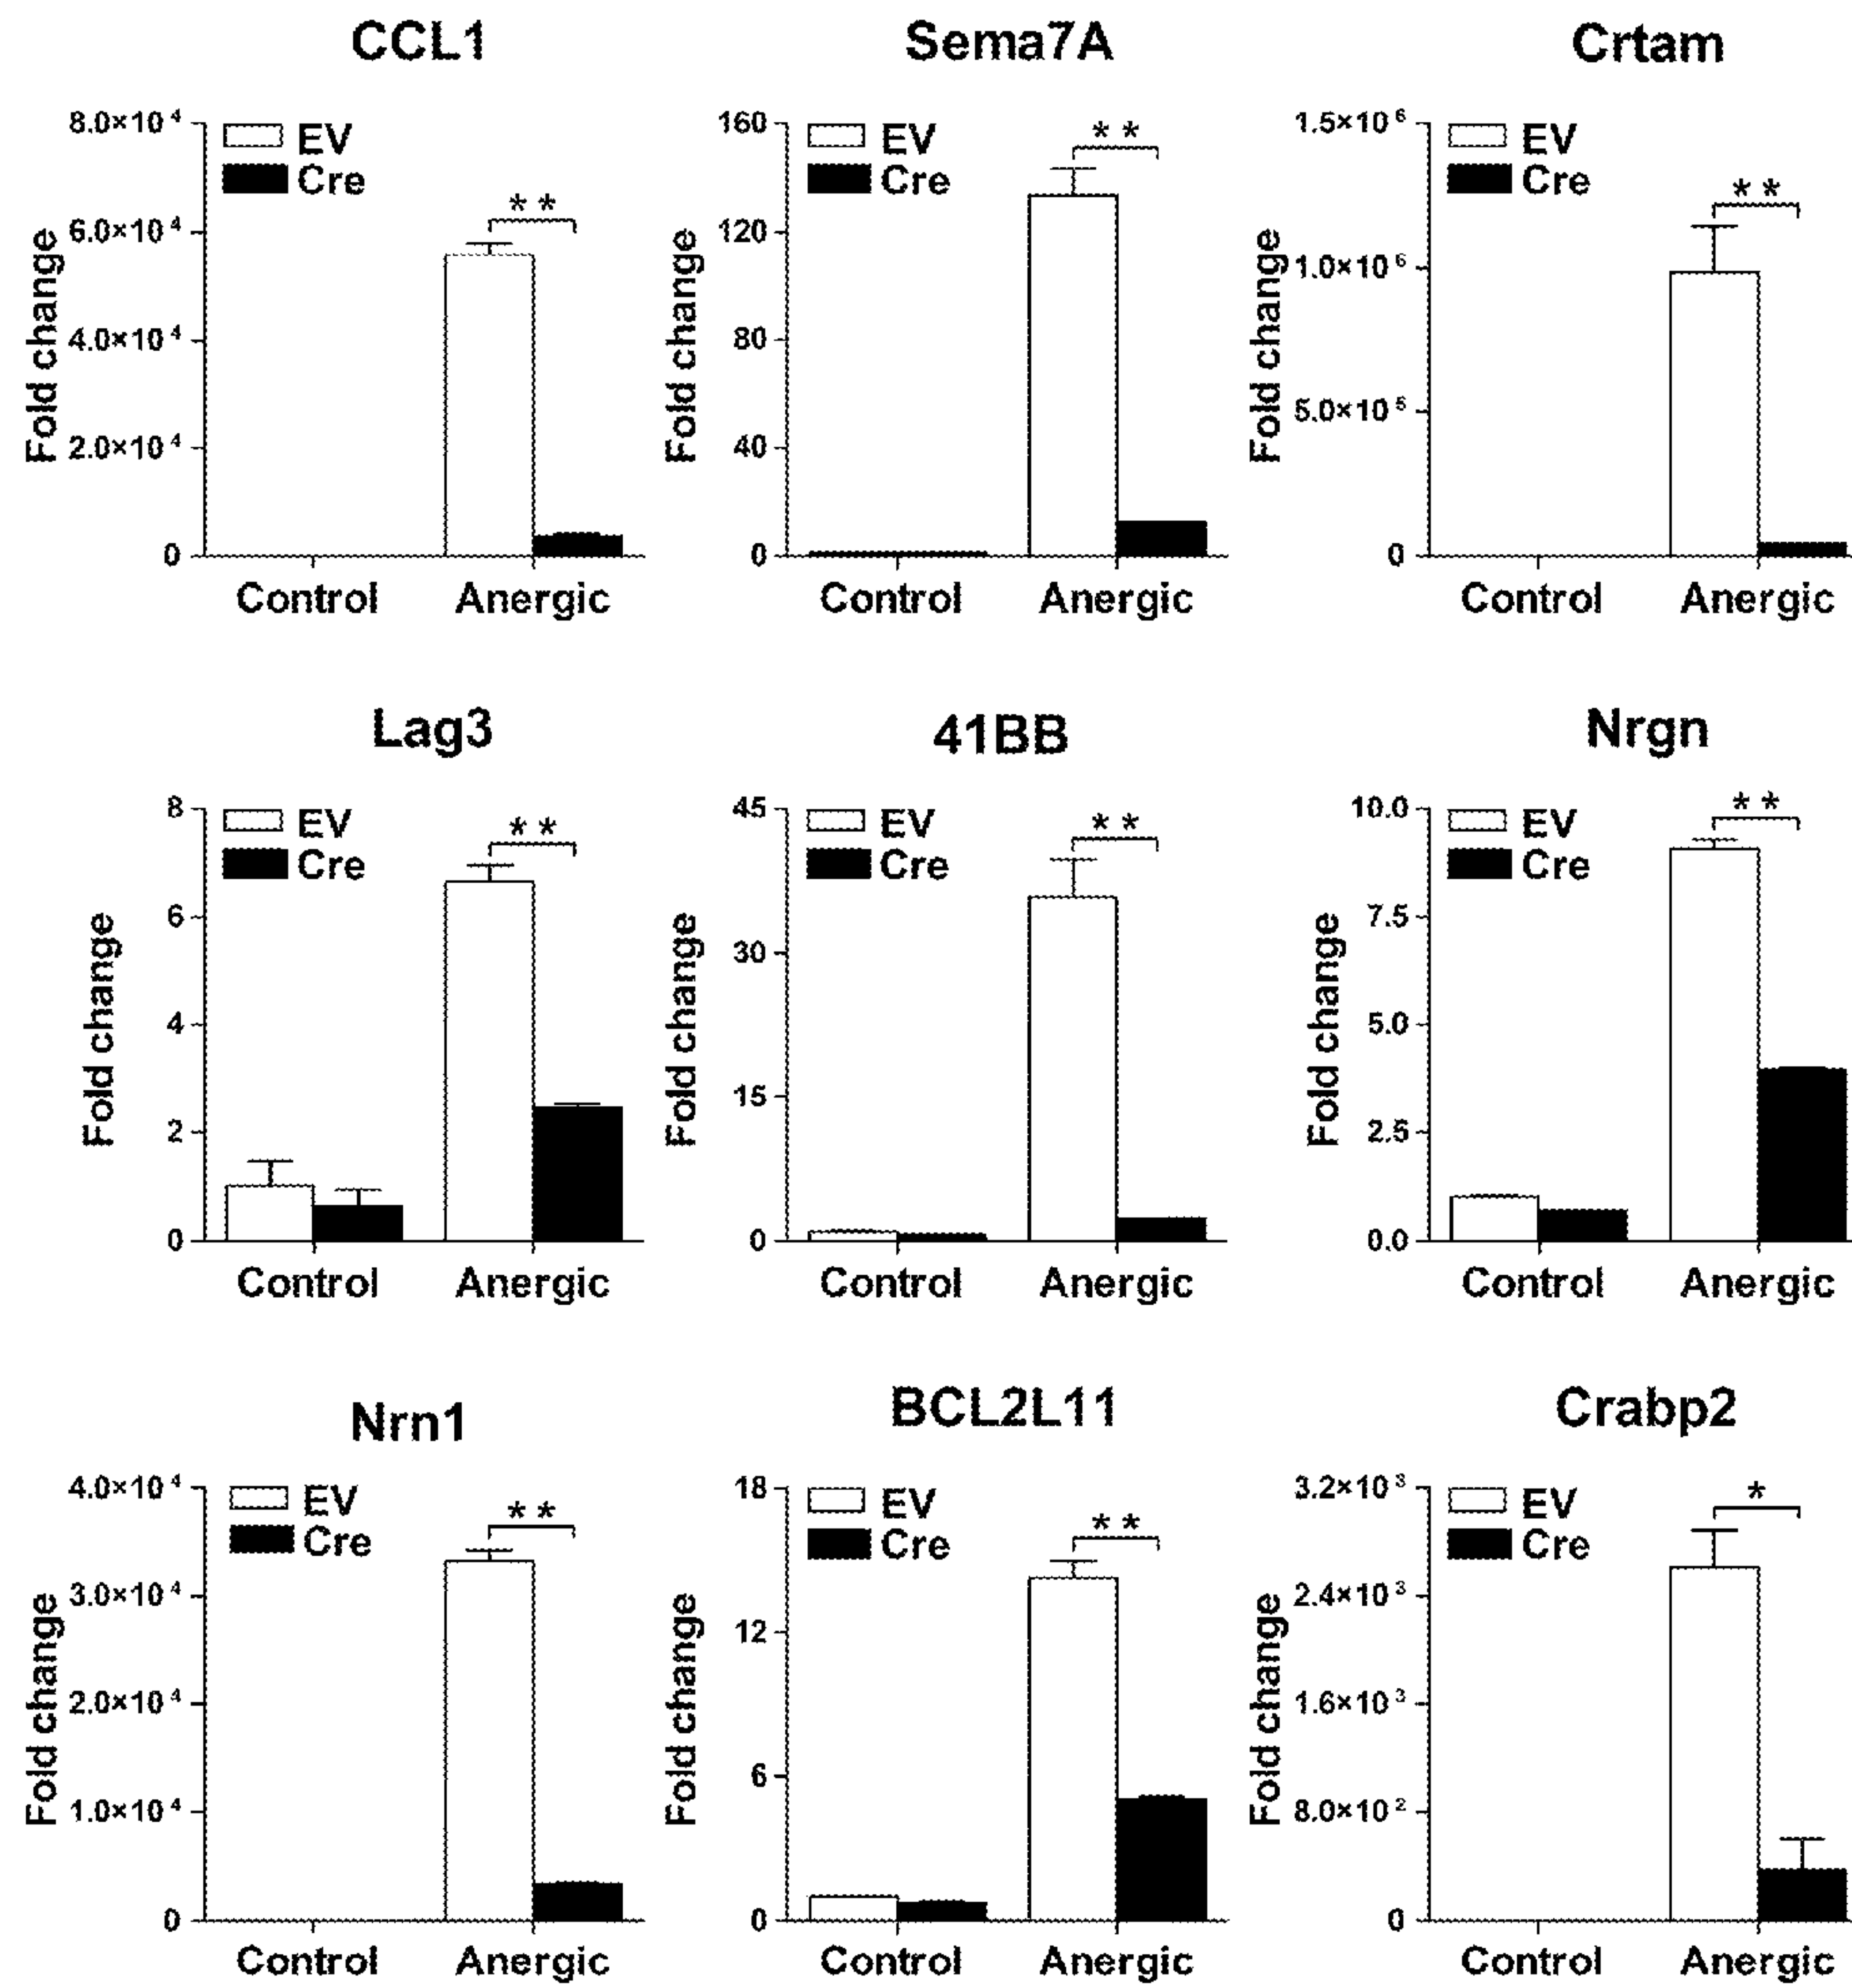 CCL1
Sema7A
Crtam
8.0×10⁴
6.0×10⁴
4.0×10⁴
2.0×10⁴
0
Fold change
EV
Cre
**
Control Anergic
160
120
80
40
0
Fold change
EV
Cre
**
Control Anergic
1.5×10⁶
1.0×10⁶
5.0×10⁵
0
Fold change
EV
Cre
**
Control Anergic
Lag3
41BB
Nrgn
8
6
4
2
0
Fold change
EV
Cre
**
Control Anergic
45
30
15
0
Fold change
EV
Cre
**
Control Anergic
10.0
7.5
5.0
2.5
0.0
Fold change
EV
Cre
**
Control Anergic
Nrn1
BCL2L11
Crabp2
4.0×10⁴
3.0×10⁴
2.0×10⁴
1.0×10⁴
0
Fold change
EV
Cre
**
Control Anergic
18
12
6
0
Fold change
EV
Cre
**
Control Anergic
3.2×10³
2.4×10³
1.6×10³
8.0×10²
0
Fold change
EV
Cre
*
Control Anergic